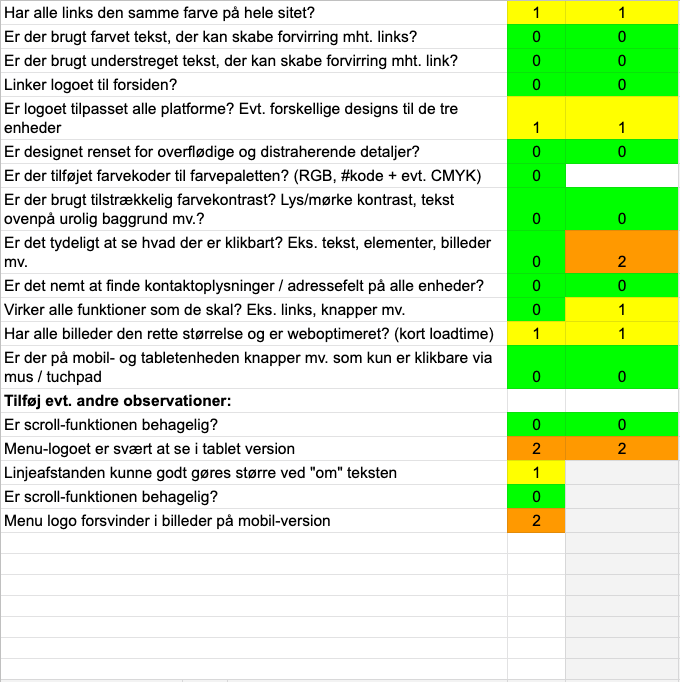 Har alle links den samme farve på hele sitet? 1 1
Er der brugt farvet tekst, der kan skabe forvirring mht. links? 0 0
Er der brugt understreget tekst, der kan skabe forvirring mht. link? 0 0
Linker logoet til forsiden? 0 0
Er logoet tilpasset alle platforme? Evt. forskellige designs til de tre
enheder 1 1
Er designet renset for overflødige og distraherende detaljer? 0 0
Er der tilføjet farvekoder til farvepaletten? (RGB, #kode + evt. CMYK) 0
Er der brugt tilstrækkelig farvekontrast? Lys/mørke kontrast, tekst
ovenpå urolig baggrund mv.? 0 0
Er det tydeligt at se hvad der er klikbart? Eks. tekst, elementer, billeder
mv. 0 2
Er det nemt at finde kontaktoplysninger / adressefelt på alle enheder? 0 0
Virker alle funktioner som de skal? Eks. links, knapper mv. 0 1
Har alle billeder den rette størrelse og er weboptimeret? (kort loadtime) 1 1
Er der på mobil- og tabletenheden knapper mv. som kun er klikbare via
mus / tuchpad 0 0
Tilføj evt. andre observationer:
Er scroll-funktionen behagelig? 0 0
Menu-logoet er svært at se i tablet version 2 2
Linjeafstanden kunne godt gøres større ved "om" teksten 1
Er scroll-funktionen behagelig? 0
Menu logo forsvinder i billeder på mobil-version 2